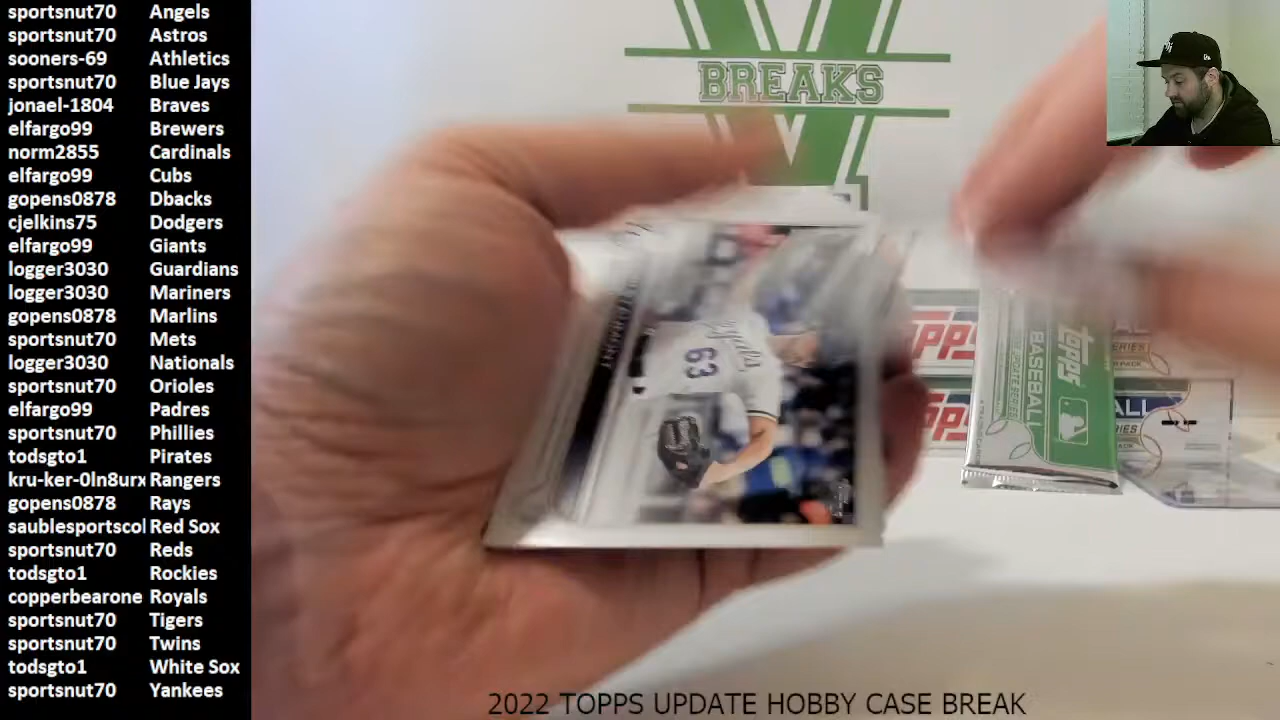 sportsnut70 Angels
sportsnut70 Astros
sooners-69 Athletics
sportsnut70 Blue Jays
jonael-1804 Braves
elfargo99 Brewers
norm2855 Cardinals
elfargo99 Cubs
gopens0878 Dbacks
cjelkins75 Dodgers
elfargo99 Giants
logger3030 Guardians
logger3030 Mariners
gopens0878 Marlins
sportsnut70 Mets
logger3030 Nationals
sportsnut70 Orioles
elfargo99 Padres
sportsnut70 Phillies
todsgto1 Pirates
kru-ker-0ln8urx Rangers
gopens0878 Rays
saublesportscol Red Sox
sportsnut70 Reds
todsgto1 Rockies
copperbearone Royals
sportsnut70 Tigers
sportsnut70 Twins
todsgto1 White Sox
sportsnut70 Yankees
BREAKS
63
TOPPS
BASEBALL
2022 TOPPS UPDATE HOBBY CASE BREAK